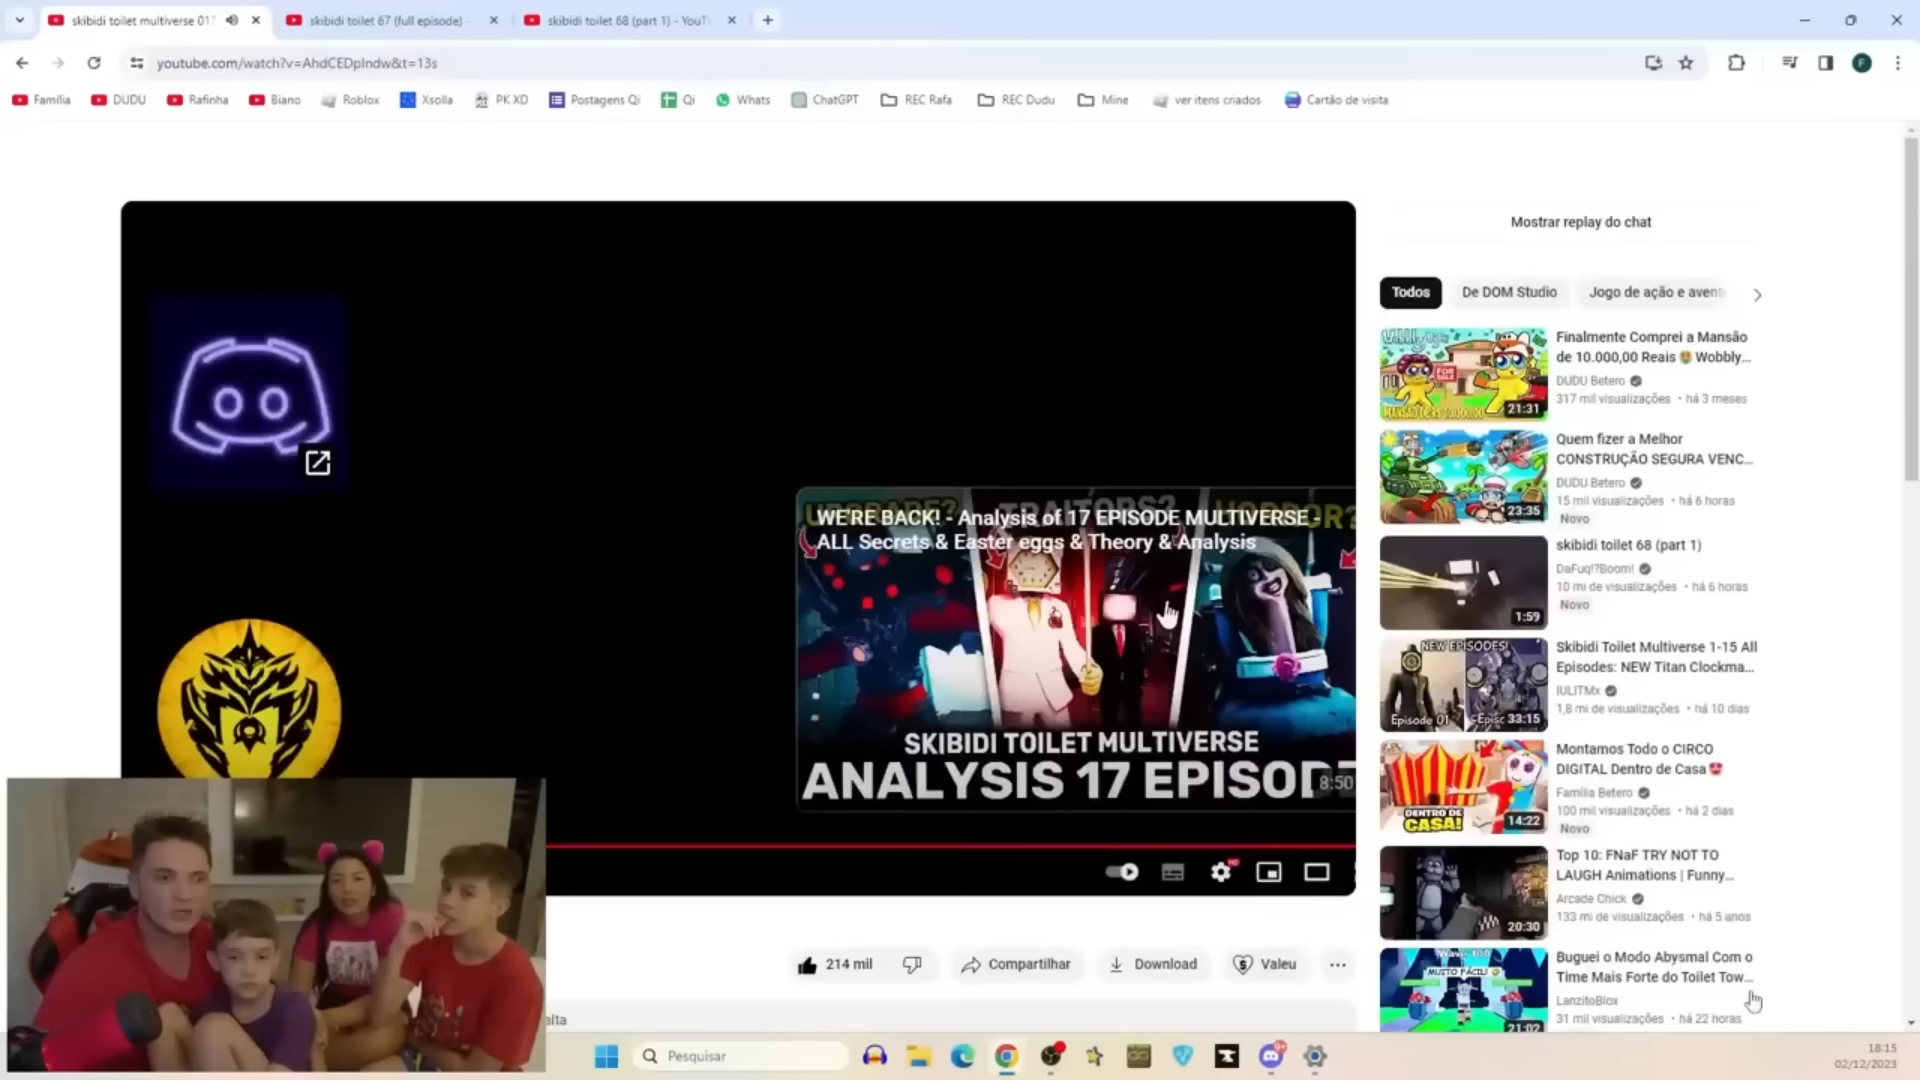 skibidi toilet multiverse 017
skibidi toilet 67 (full episode) -
skibidi toilet 68 (part 1) - YouT
youtube.com/watch?v=AhdCEDpIndw&t=13s
Família
DUDU
Rafinha
Biano
Roblox
Xsolla
PK XD
Postagens Qi
Qi
Whats
ChatGPT
REC Rafa
REC Dudu
Mine
ver itens criados
Cartão de visita
WE'RE BACK! - Analysis of 17 EPISODE MULTIVERSE -
ALL Secrets & Easter eggs & Theory & Analysis
TRAITORS?
SKIBIDI TOILET MULTIVERSE
ANALYSIS 17 EPISOD
8:50
214 mil
Compartilhar
Download
Valeu
Mostrar replay do chat
Todos
De DOM Studio
Jogo de ação e avent
FOR SALE
21:31
Finalmente Comprei a Mansão
de 10.000,00 Reais 🤑 Wobbly...
DUDU Betero
317 mil visualizações • há 3 meses
23:35
Quem fizer a Melhor
CONSTRUÇÃO SEGURA VENC...
DUDU Betero
15 mil visualizações • há 6 horas
Novo
1:59
skibidi toilet 68 (part 1)
DaFuq!?Boom!
10 mi de visualizações • há 6 horas
Novo
NEW EPISODES!
Episode 01
Episc
33:15
Skibidi Toilet Multiverse 1-15 All
Episodes: NEW Titan Clockma...
IULITMx
1,8 mi de visualizações • há 10 dias
DENTRO DE
CASA!
14:22
Montamos Todo o CIRCO
DIGITAL Dentro de Casa 😍
Família Betero
100 mil visualizações • há 2 dias
Novo
20:30
Top 10: FNaF TRY NOT TO
LAUGH Animations | Funny...
Arcade Chick
133 mi de visualizações • há 5 anos
MUITO FÁCIL!
21:02
Buguei o Modo Abysmal Com o
Time Mais Forte do Toilet Tow...
LanzitoBlox
31 mil visualizações • há 22 horas
Pesquisar
18:15
02/12/2023